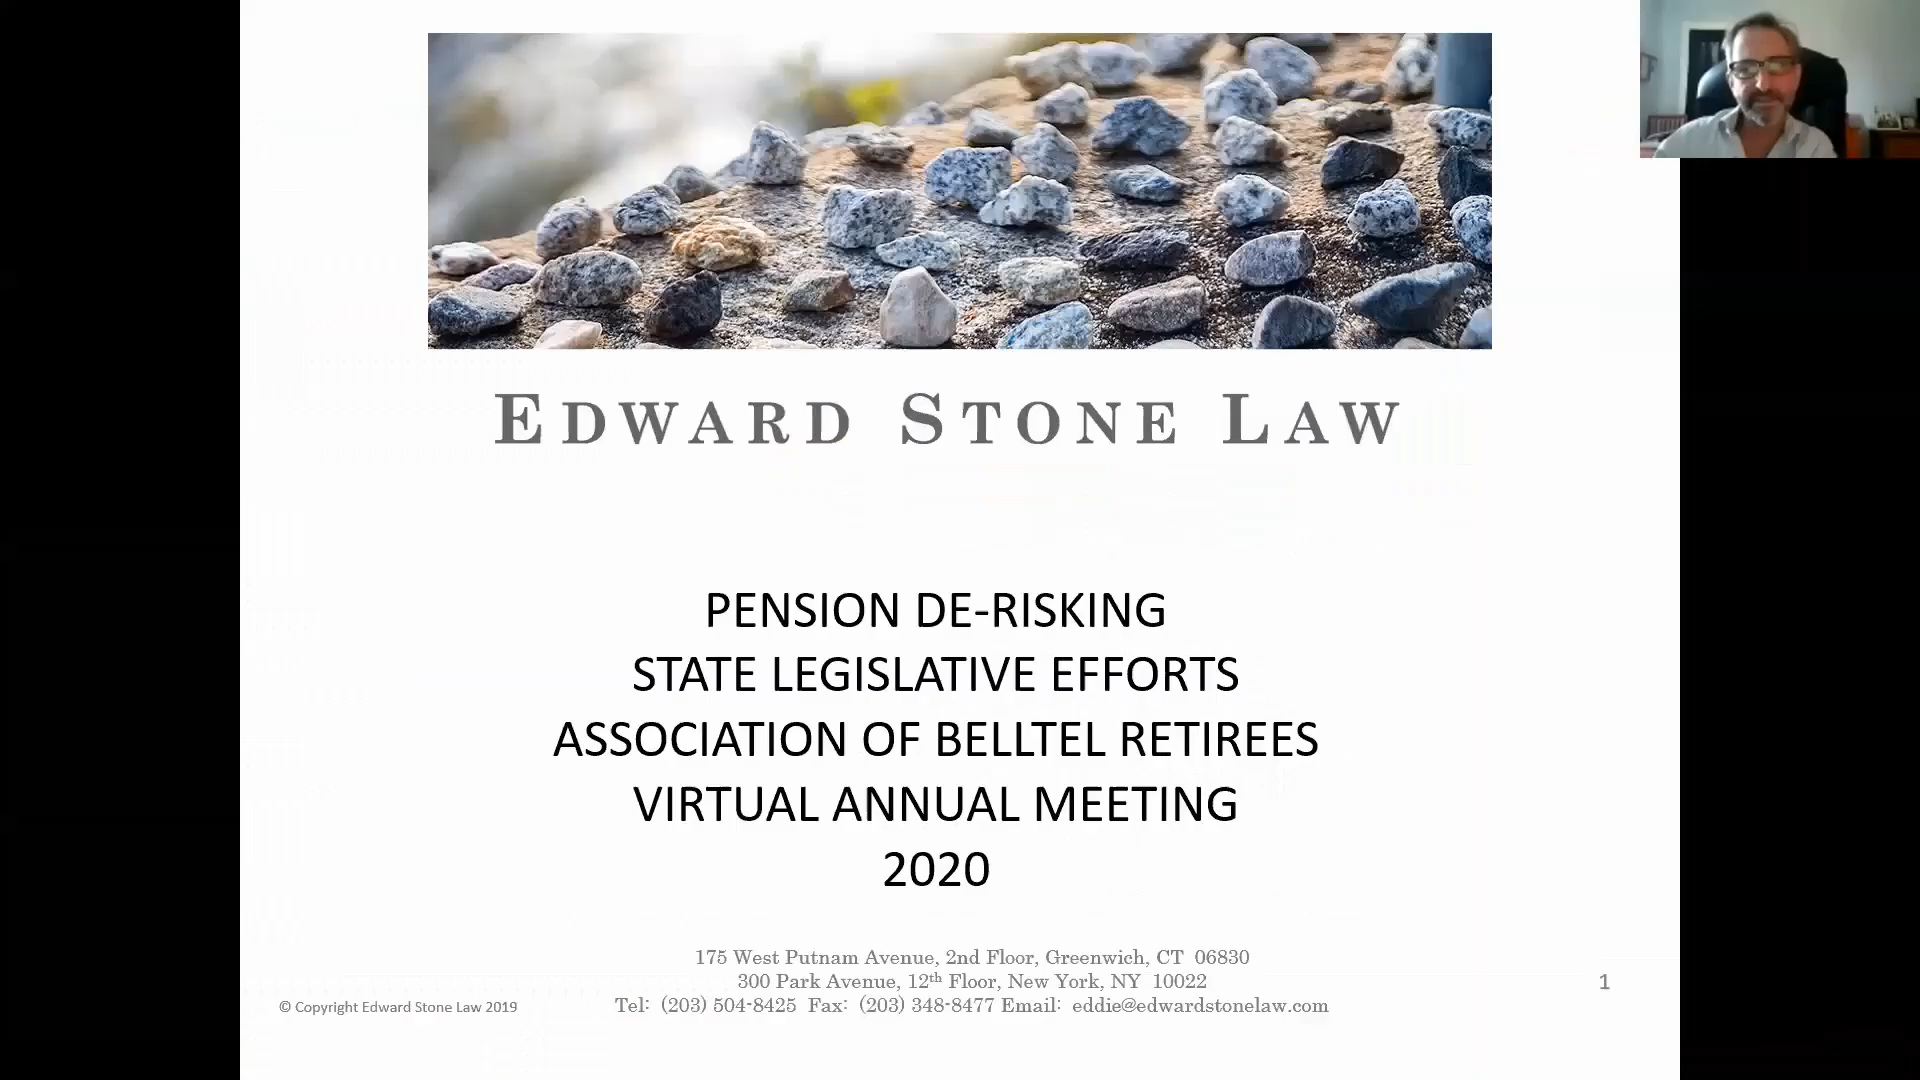 EDWARD STONE LAW
PENSION DE-RISKING
STATE LEGISLATIVE EFFORTS
ASSOCIATION OF BELLTEL RETIREES
VIRTUAL ANNUAL MEETING
2020
175 West Putnam Avenue, 2nd Floor, Greenwich, CT 06830
300 Park Avenue, 12th Floor, New York, NY 10022
Tel: (203) 504-8425 Fax: (203) 348-8477 Email: eddie@edwardstonelaw.com
© Copyright Edward Stone Law 2019
1